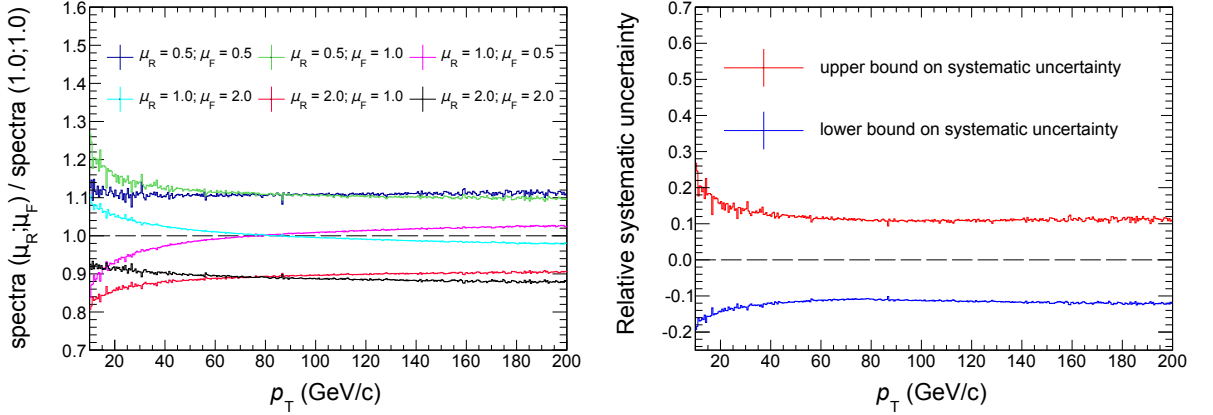 spectra (μR;μF) / spectra (1.0;1.0)
1.6
1.5
1.4
1.3
1.2
1.1
1.0
0.9
0.8
0.7
μR = 0.5; μF = 0.5
μR = 0.5; μF = 1.0
μR = 1.0; μF = 0.5
μR = 1.0; μF = 2.0
μR = 2.0; μF = 1.0
μR = 2.0; μF = 2.0
20 40 60 80 100 120 140 160 180 200
pT (GeV/c)
Relative systematic uncertainty
0.7
0.6
0.5
0.4
0.3
0.2
0.1
0.0
-0.1
-0.2
upper bound on systematic uncertainty
lower bound on systematic uncertainty
20 40 60 80 100 120 140 160 180 200
pT (GeV/c)